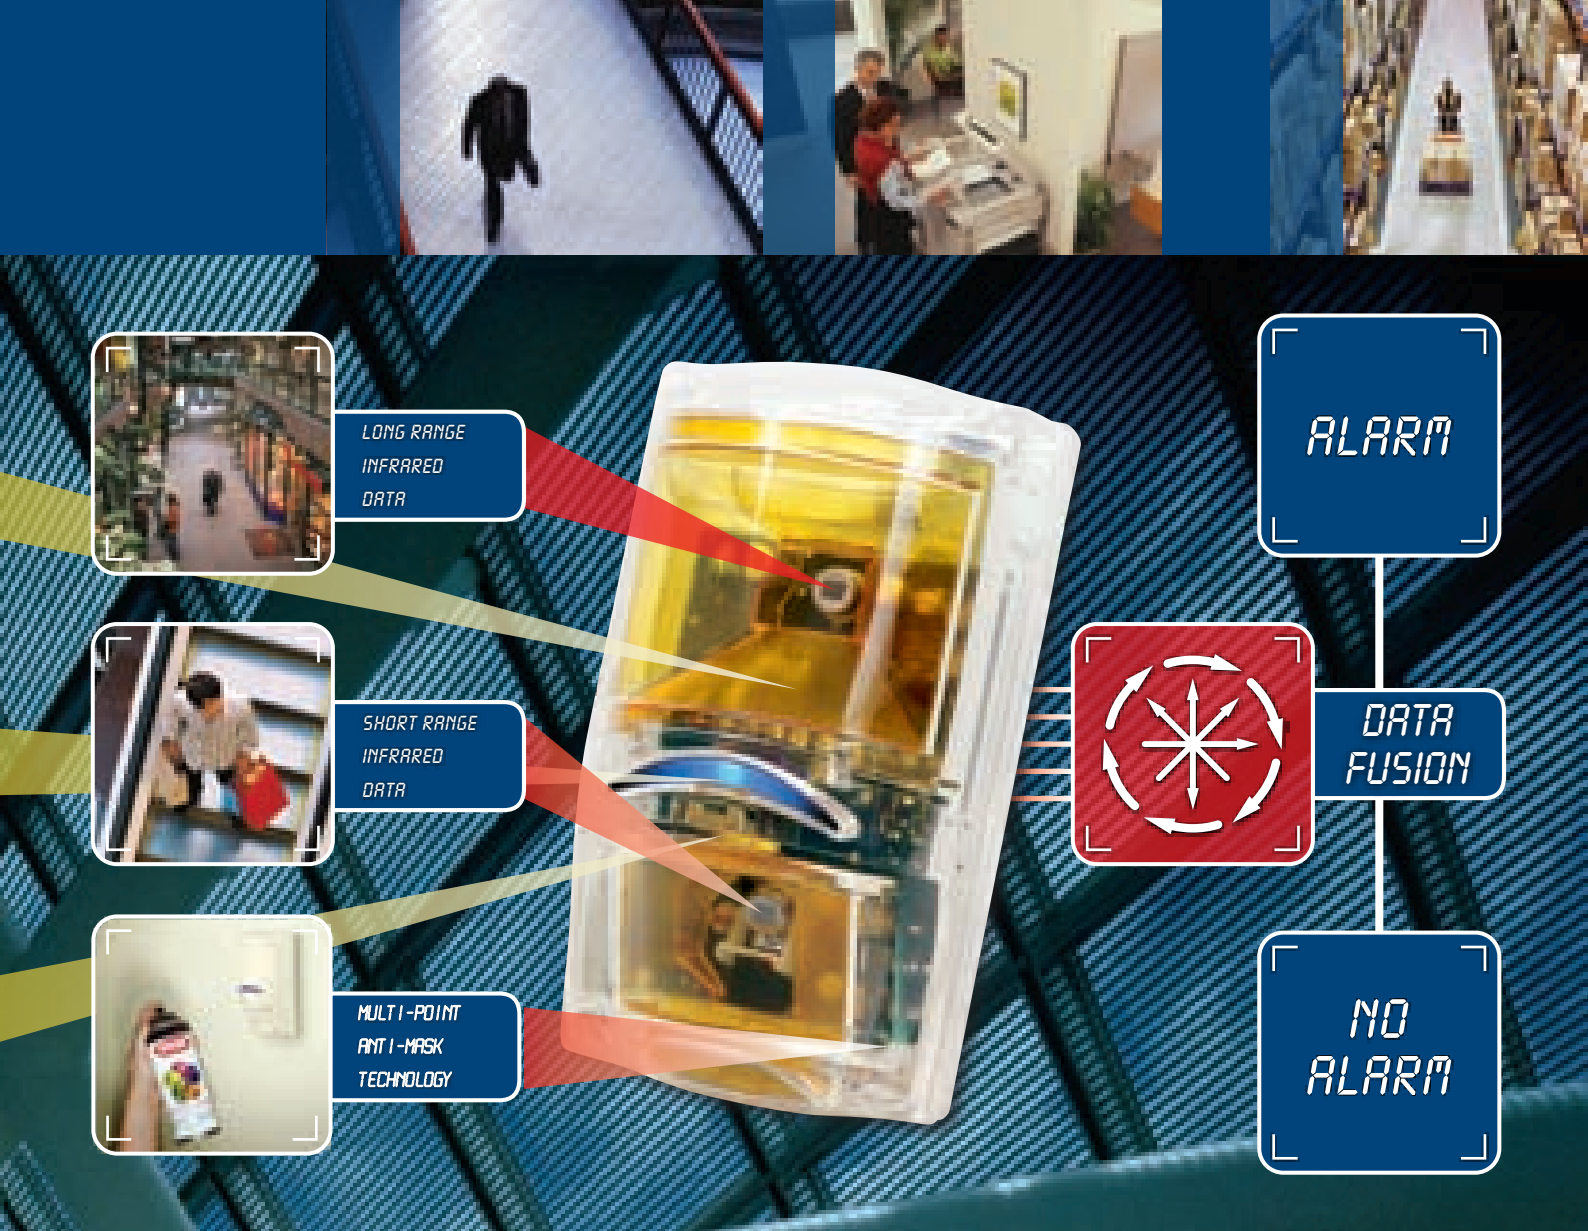 LONG RANGE
INFRARED
DATA
ALARM
SHORT RANGE
INFRARED
DATA
DATA
FUSION
MULTI-POINT
ANTI-MASK
TECHNOLOGY
NO
ALARM